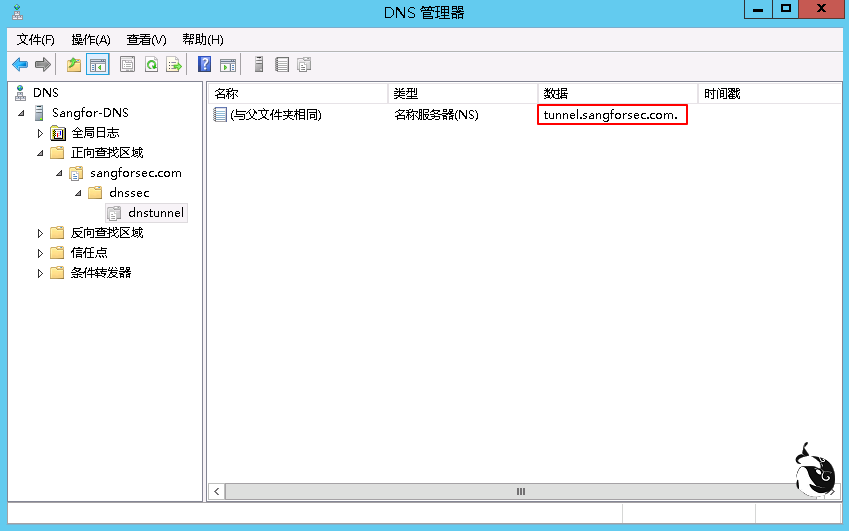 DNS 管理器
文件(F) 操作(A) 查看(V) 帮助(H)
DNS
Sangfor-DNS
全局日志
正向查找区域
sangforsec.com
dnssec
dnstunnel
反向查找区域
信任点
条件转发器
名称 类型 数据 时间戳
(与父文件夹相同) 名称服务器(NS) tunnel.sangforsec.com.